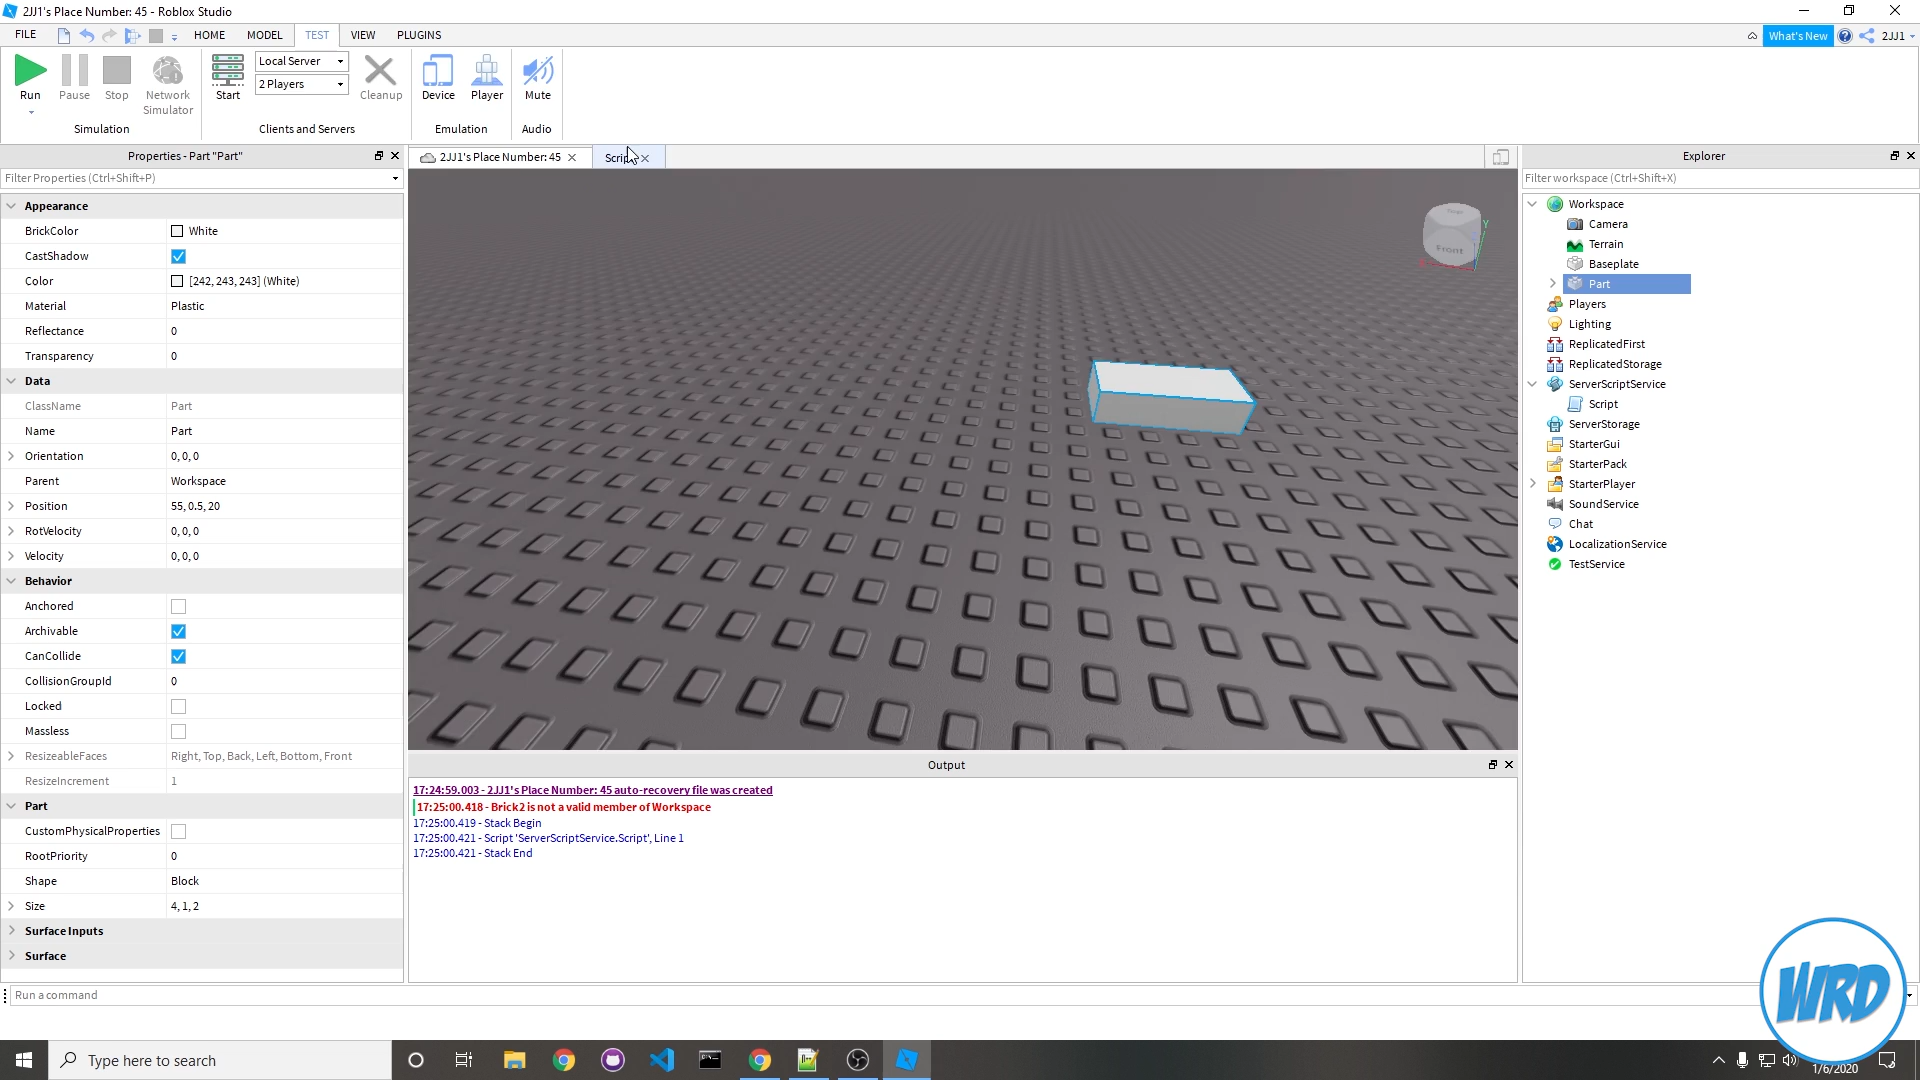 2JJ1's Place Number: 45 - Roblox Studio
FILE HOME MODEL TEST VIEW PLUGINS What's New 2JJ1
Run Pause Stop Network Simulator
Simulation
Start Local Server
2 Players
Cleanup
Clients and Servers
Device Player
Emulation
Mute
Audio
Properties - Part "Part"
Filter Properties (Ctrl+Shift+P)
Appearance
BrickColor White
CastShadow
Color [242, 243, 243] (White)
Material Plastic
Reflectance 0
Transparency 0
Data
ClassName Part
Name Part
Orientation 0, 0, 0
Parent Workspace
Position 55, 0.5, 20
RotVelocity 0, 0, 0
Velocity 0, 0, 0
Behavior
Anchored
Archivable
CanCollide
CollisionGroupId 0
Locked
Massless
ResizeableFaces Right, Top, Back, Left, Bottom, Front
ResizeIncrement 1
Part
CustomPhysicalProperties
RootPriority 0
Shape Block
Size 4, 1, 2
Surface Inputs
Surface
2JJ1's Place Number: 45
Script
Front
Y
Output
17:24:59.003 - 2JJ1's Place Number: 45 auto-recovery file was created
17:25:00.418 - Brick2 is not a valid member of Workspace
17:25:00.419 - Stack Begin
17:25:00.421 - Script 'ServerScriptService.Script', Line 1
17:25:00.421 - Stack End
Explorer
Filter workspace (Ctrl+Shift+X)
Workspace
Camera
Terrain
Baseplate
Part
Players
Lighting
ReplicatedFirst
ReplicatedStorage
ServerScriptService
Script
ServerStorage
StarterGui
StarterPack
StarterPlayer
SoundService
Chat
LocalizationService
TestService
WRD
Run a command
Type here to search
1/6/2020